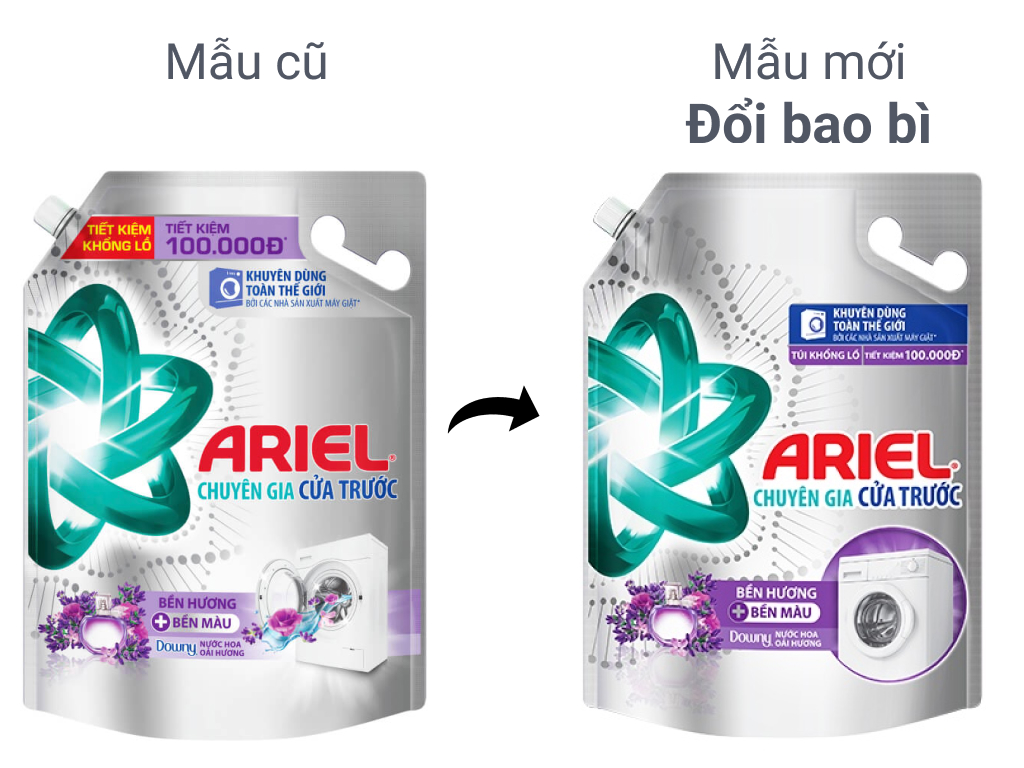 Mẫu cũ
Mẫu mới
Đổi bao bì
TIẾT KIỆM
KHỔNG LỒ
TIẾT KIỆM
100.000Đ*
KHUYÊN DÙNG
TOÀN THẾ GIỚI
BỞI CÁC NHÀ SẢN XUẤT MÁY GIẶT*
ARIEL®
CHUYÊN GIA CỬA TRƯỚC
BỀN HƯƠNG
+ BỀN MÀU
Downy NƯỚC HOA
OẢI HƯƠNG
KHUYÊN DÙNG
TOÀN THẾ GIỚI
BỞI CÁC NHÀ SẢN XUẤT MÁY GIẶT*
TÚI KHỔNG LỒ TIẾT KIỆM 100.000Đ*
ARIEL®
CHUYÊN GIA CỬA TRƯỚC
BỀN HƯƠNG
+ BỀN MÀU
Downy NƯỚC HOA
OẢI HƯƠNG